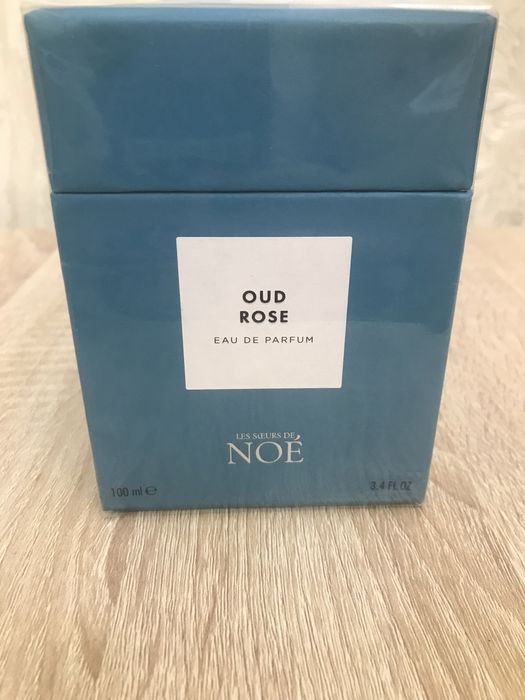 OUD
ROSE
EAU DE PARFUM
LES SŒURS DE
NOÉ
100 ml ℮
3.4 FL OZ